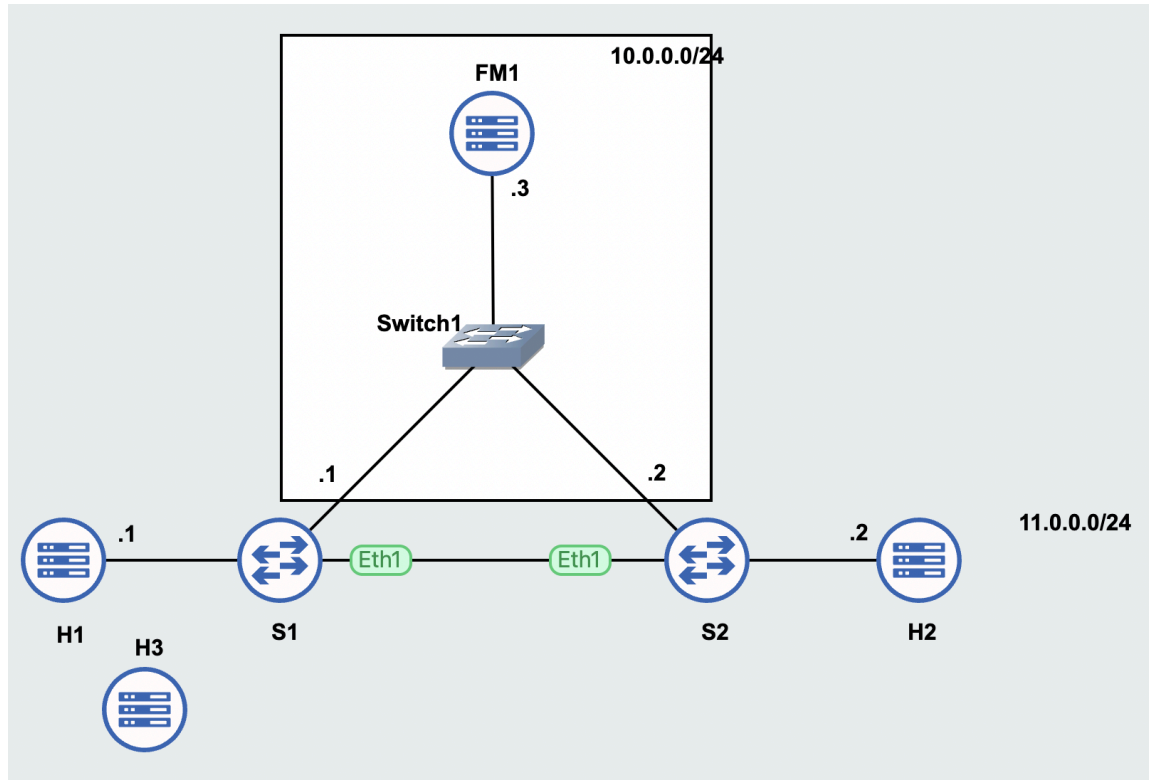 10.0.0.0/24
FM1
.3
Switch1
.1
.2
11.0.0.0/24
.1
.2
Eth1
Eth1
H1
S1
S2
H2
H3